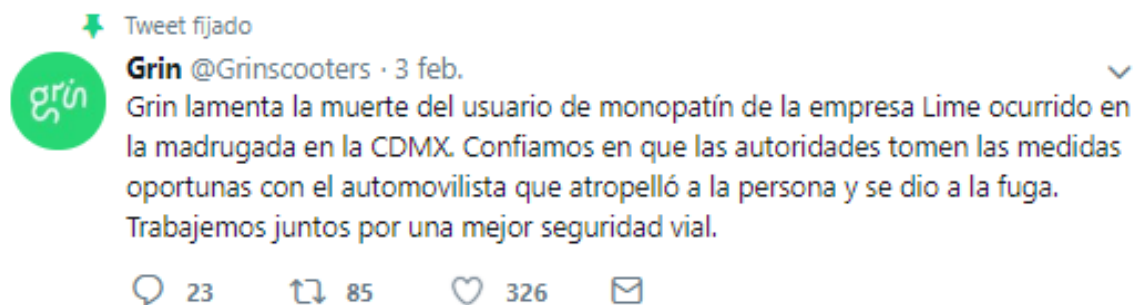 Tweet fijado
Grin @Grinscooters · 3 feb.
grin
Grin lamenta la muerte del usuario de monopatín de la empresa Lime ocurrido en
la madrugada en la CDMX. Confiamos en que las autoridades tomen las medidas
oportunas con el automovilista que atropelló a la persona y se dio a la fuga.
Trabajemos juntos por una mejor seguridad vial.
23 85 326